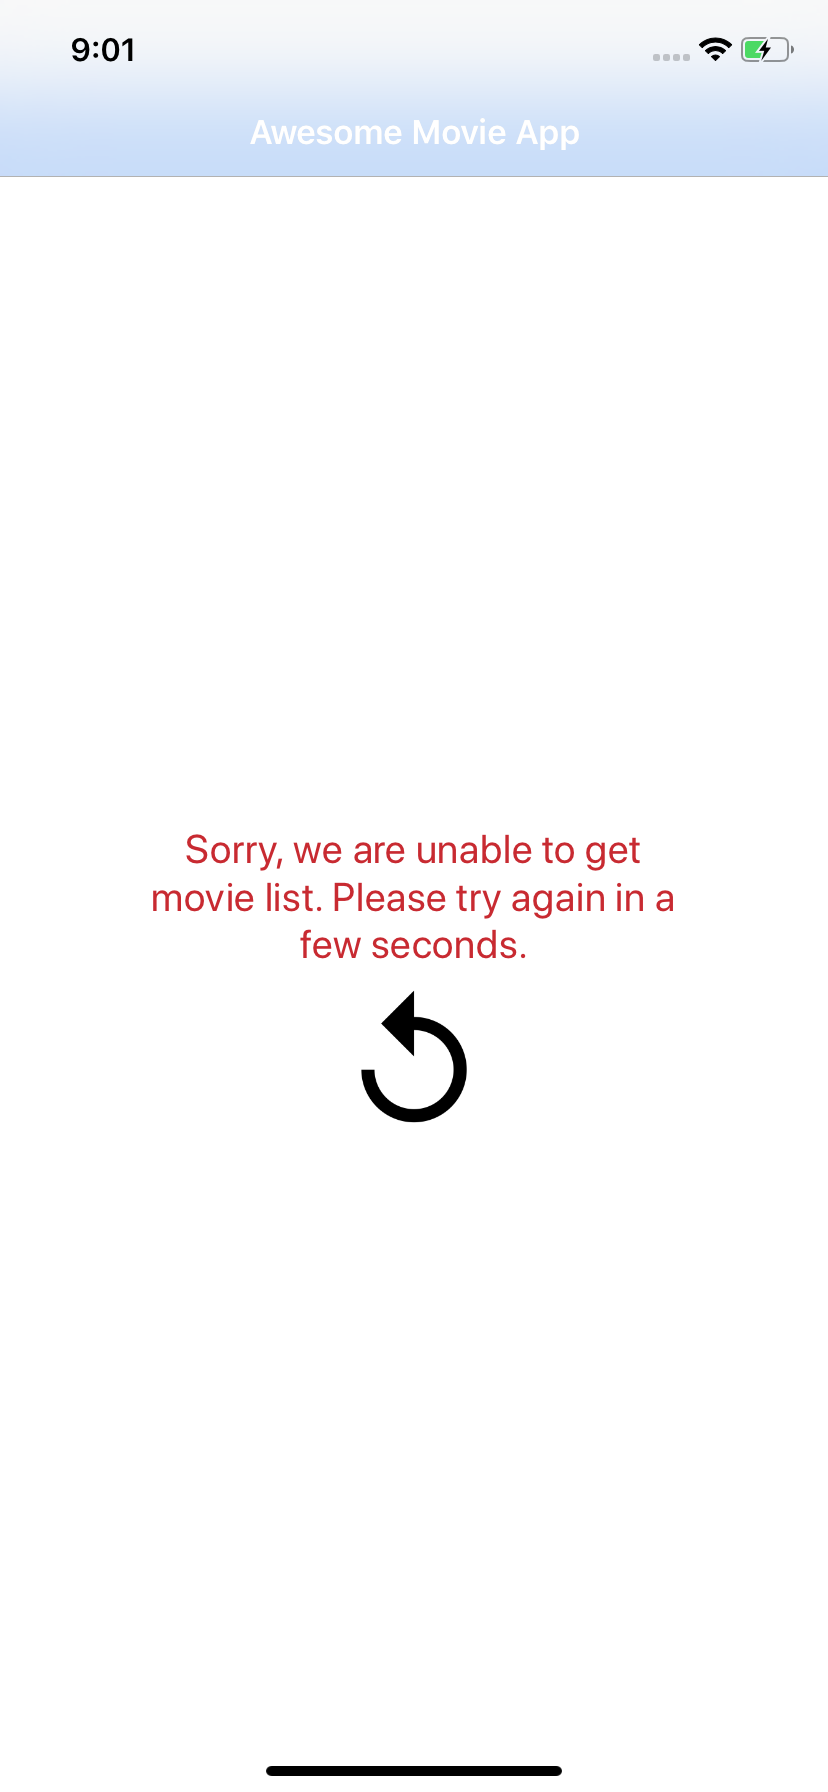 9:01
Awesome Movie App
Sorry, we are unable to get
movie list. Please try again in a
few seconds.